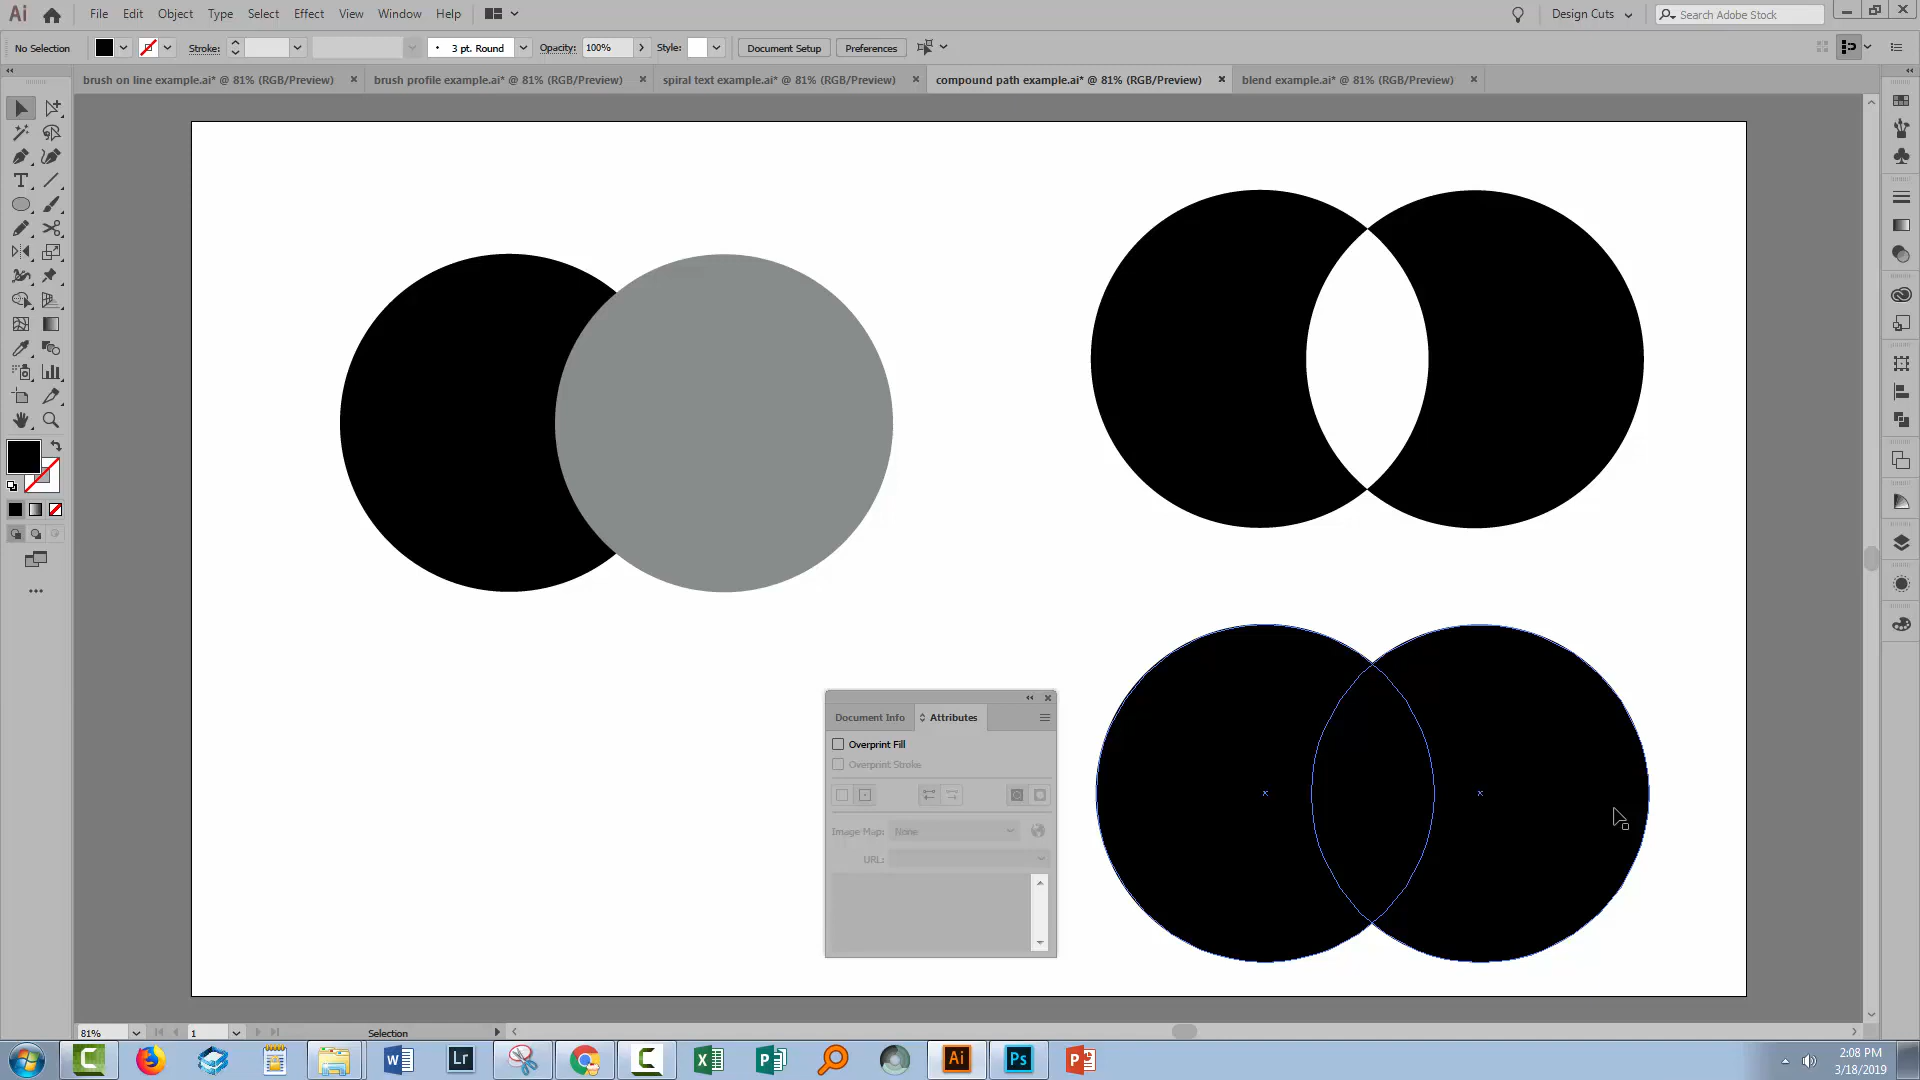 Ai File Edit Object Type Select Effect View Window Help Design Cuts Search Adobe Stock
No Selection Stroke: 3 pt. Round Opacity: 100% Style: Document Setup Preferences
brush on line example.ai* @ 81% (RGB/Preview) brush profile example.ai* @ 81% (RGB/Preview) spiral text example.ai* @ 81% (RGB/Preview) compound path example.ai* @ 81% (RGB/Preview) blend example.ai* @ 81% (RGB/Preview)
Document Info Attributes
Overprint Fill
Overprint Stroke
Image Map: None
URL:
81% 1 Selection
Lr Ai Ps
2:08 PM
3/18/2019